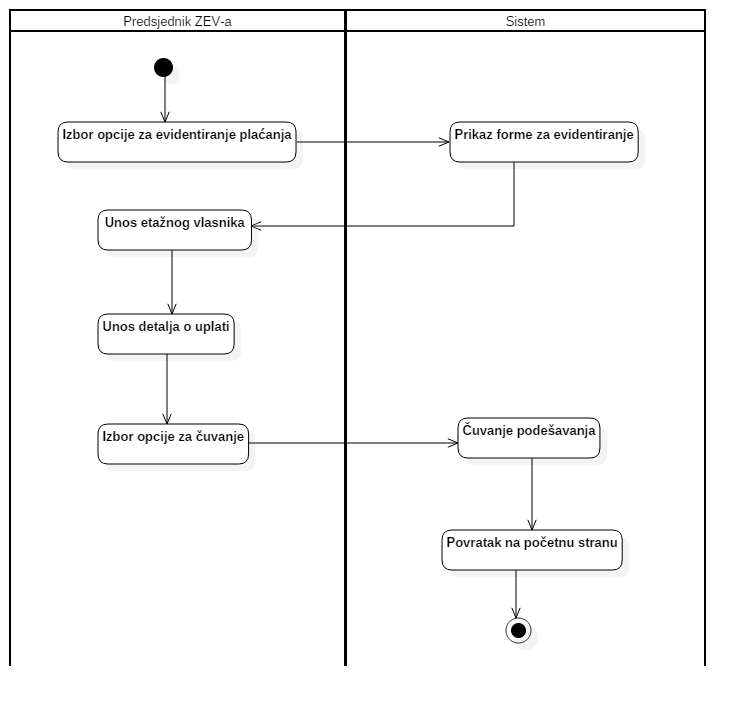 Predsjednik ZEV-a
Sistem
Izbor opcije za evidentiranje plaćanja
Prikaz forme za evidentiranje
Unos etažnog vlasnika
Unos detalja o uplati
Izbor opcije za čuvanje
Čuvanje podešavanja
Povratak na početnu stranu